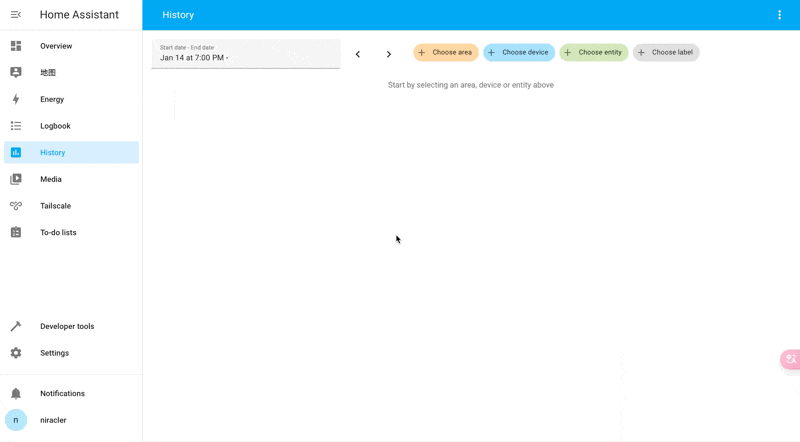 Home Assistant
History
Overview
地图
Energy
Logbook
History
Media
Tailscale
To-do lists
Developer tools
Settings
Notifications
n
niracler
Start date - End date
Jan 14 at 7:00 PM -
Choose area
Choose device
Choose entity
Choose label
Start by selecting an area, device or entity above